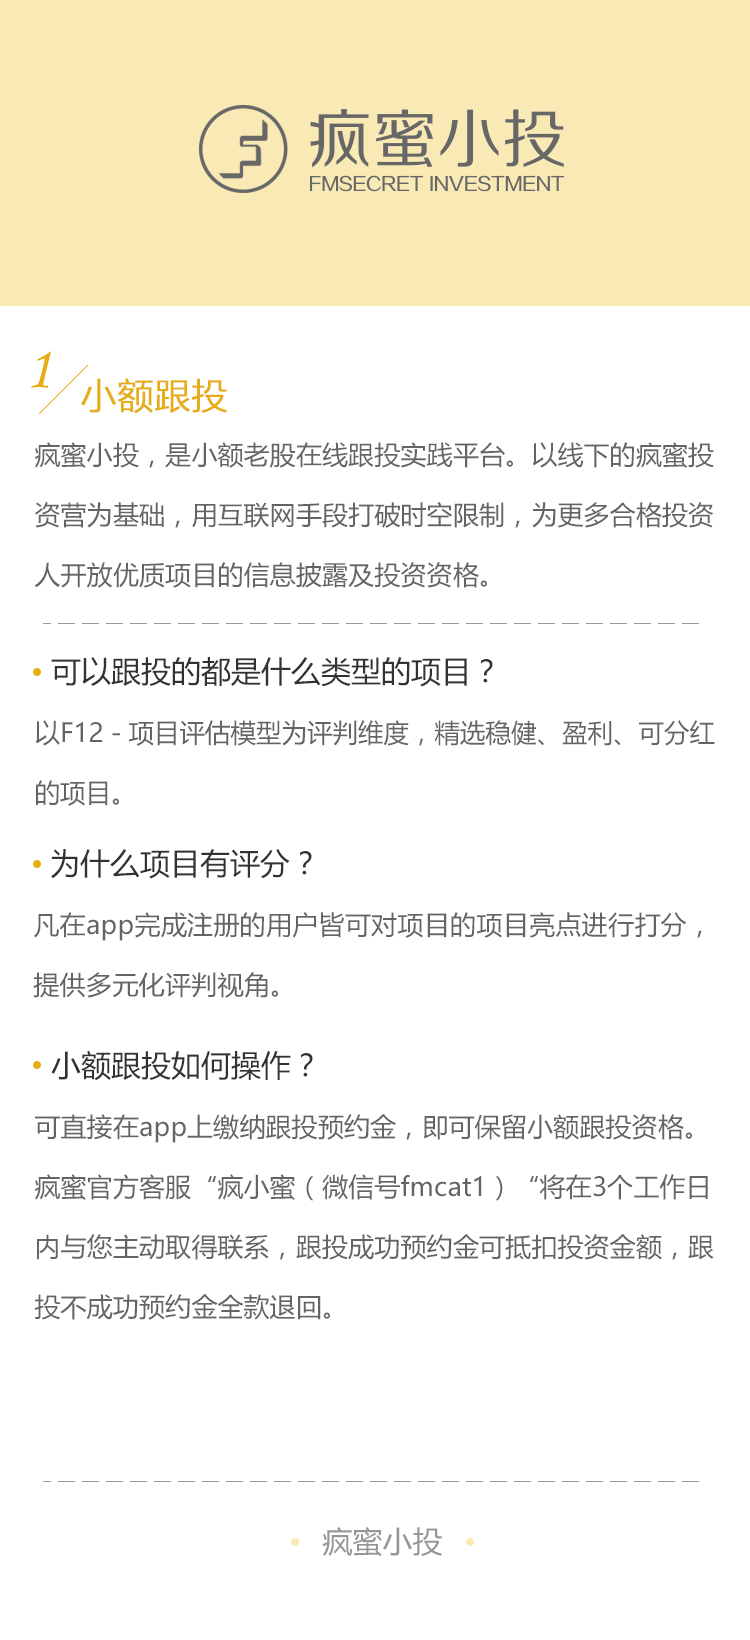 疯蜜小投
FMSECRET INVESTMENT
1
小额跟投
疯蜜小投，是小额老股在线跟投实践平台。以线下的疯蜜投
资营为基础，用互联网手段打破时空限制，为更多合格投资
人开放优质项目的信息披露及投资资格。
• 可以跟投的都是什么类型的项目？
以F12 - 项目评估模型为评判维度，精选稳健、盈利、可分红
的项目。
• 为什么项目有评分？
凡在app完成注册的用户皆可对项目的项目亮点进行打分，
提供多元化评判视角。
• 小额跟投如何操作？
可直接在app上缴纳跟投预约金，即可保留小额跟投资格。
疯蜜官方客服“疯小蜜（微信号fmcat1）“将在3个工作日
内与您主动取得联系，跟投成功预约金可抵扣投资金额，跟
投不成功预约金全款退回。
• 疯蜜小投 •